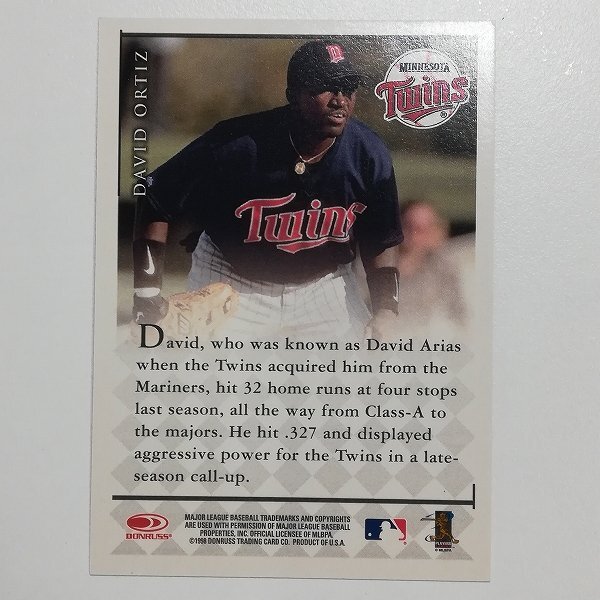 DAVID ORTIZ
MINNESOTA
Twins
®
Twins
David, who was known as David Arias
when the Twins acquired him from the
Mariners, hit 32 home runs at four stops
last season, all the way from Class-A to
the majors. He hit .327 and displayed
aggressive power for the Twins in a late-
season call-up.
DONRUSS
MAJOR LEAGUE BASEBALL TRADEMARKS AND COPYRIGHTS
ARE USED WITH PERMISSION OF MAJOR LEAGUE BASEBALL
PROPERTIES, INC. OFFICIAL LICENSEE OF MLBPA.
©1998 DONRUSS TRADING CARD CO. PRODUCT OF U.S.A.
© MLBPA